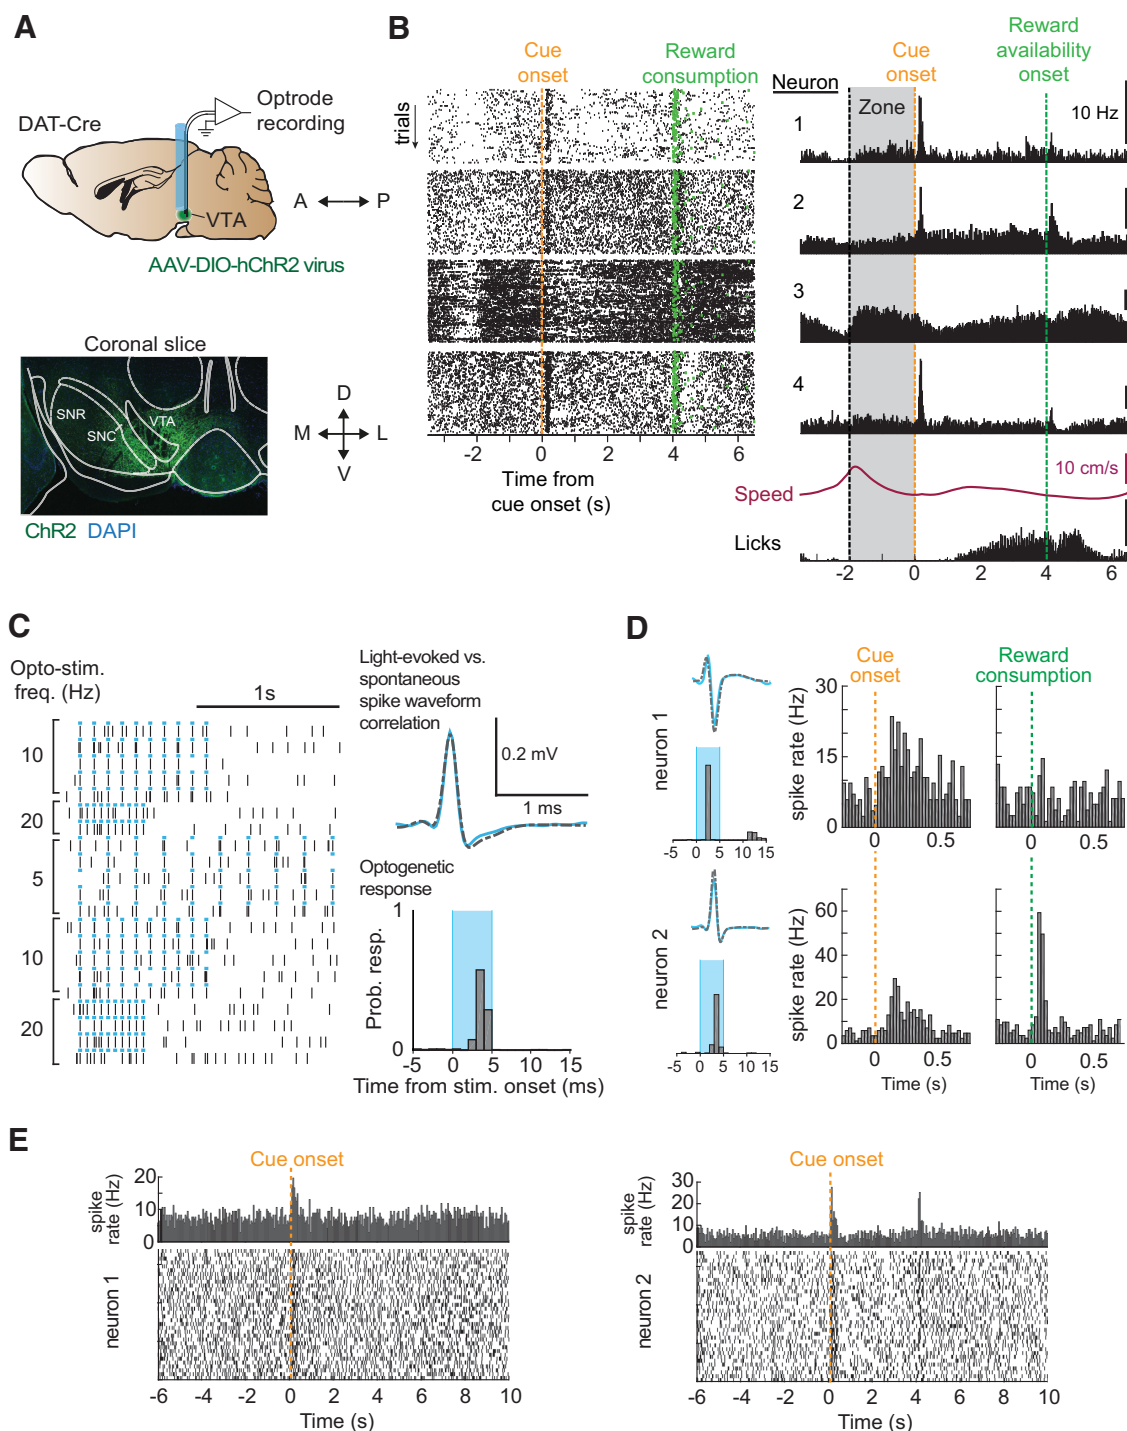 A
DAT-Cre
Optrode
recording
VTA
A
P
AAV-DIO-hChR2 virus
Coronal slice
SNR
SNC
VTA
D
M
L
V
ChR2 DAPI
B
Cue
onset
Reward
consumption
trials
-2 0 2 4 6
Time from
cue onset (s)
Neuron
Zone
Cue
onset
Reward
availability
onset
10 Hz
1
2
3
4
10 cm/s
Speed
Licks
-2 0 2 4 6
C
Opto-stim.
freq. (Hz)
1s
10
20
5
10
20
Light-evoked vs.
spontaneous
spike waveform
correlation
0.2 mV
1 ms
Optogenetic
response
1
Prob. resp.
0
-5 0 5 10 15
Time from stim. onset (ms)
D
neuron 1
-5 0 5 10 15
Cue
onset
Reward
consumption
30
15
0
spike rate (Hz)
0 0.5
0 0.5
neuron 2
-5 0 5 10 15
60
40
20
0
spike rate (Hz)
0 0.5
Time (s)
0 0.5
Time (s)
E
Cue onset
20
10
0
spike
rate (Hz)
neuron 1
-6 -4 -2 0 2 4 6 8 10
Time (s)
Cue onset
30
20
10
0
spike
rate (Hz)
neuron 2
-6 -4 -2 0 2 4 6 8 10
Time (s)